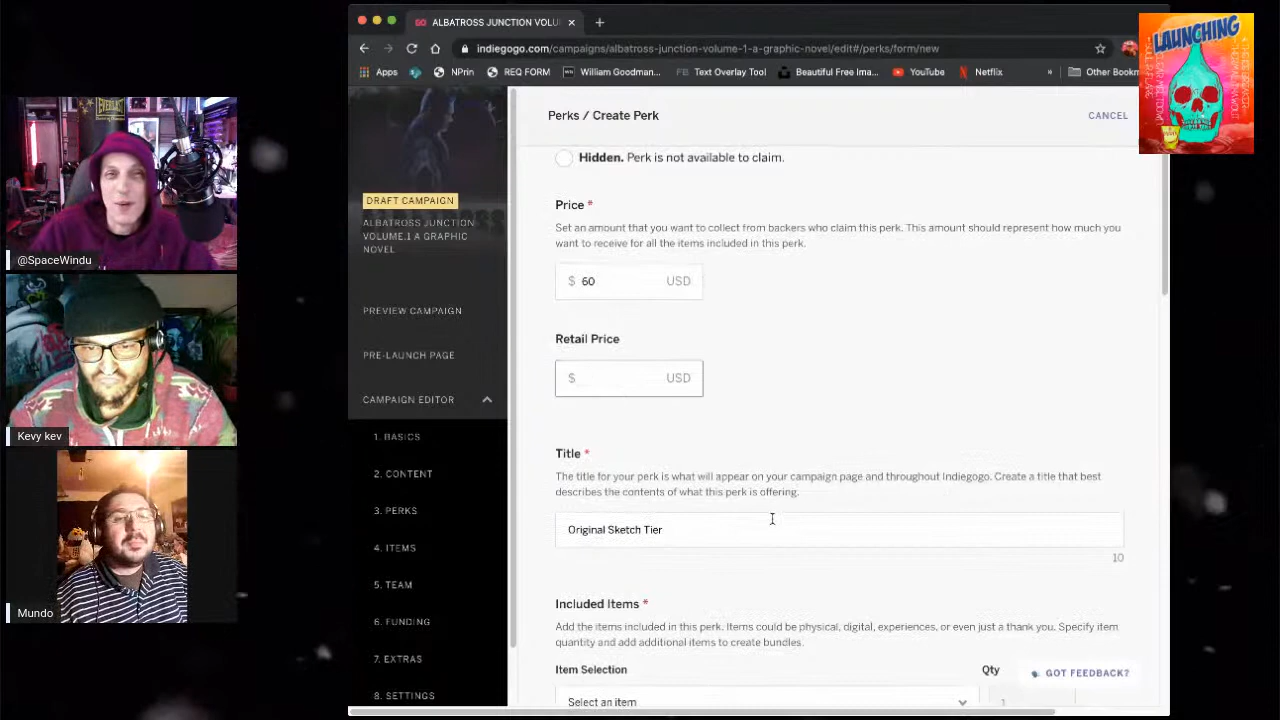 ALBATROSS JUNCTION VOLU
indiegogo.com/campaigns/albatross-junction-volume-1-a-graphic-novel/edit#/perks/form/new
Apps
NPrin
REQ FORM
William Goodman...
Text Overlay Tool
Beautiful Free Ima...
YouTube
Netflix
»
Other Bookm
LAUNCHING
Perks / Create Perk
CANCEL
Hidden. Perk is not available to claim.
DRAFT CAMPAIGN
ALBATROSS JUNCTION
VOLUME.1 A GRAPHIC
NOVEL
PREVIEW CAMPAIGN
PRE-LAUNCH PAGE
CAMPAIGN EDITOR
1. BASICS
2. CONTENT
3. PERKS
4. ITEMS
5. TEAM
6. FUNDING
7. EXTRAS
8. SETTINGS
Price *
Set an amount that you want to collect from backers who claim this perk. This amount should represent how much you
want to receive for all the items included in this perk.
$ 60 USD
Retail Price
$ USD
Title *
The title for your perk is what will appear on your campaign page and throughout Indiegogo. Create a title that best
describes the contents of what this perk is offering.
Original Sketch Tier
10
Included Items *
Add the items included in this perk. Items could be physical, digital, experiences, or even just a thank you. Specify item
quantity and add additional items to create bundles.
Item Selection
Qty
Select an item
1
GOT FEEDBACK?
@SpaceWindu
Kevy kev
Mundo